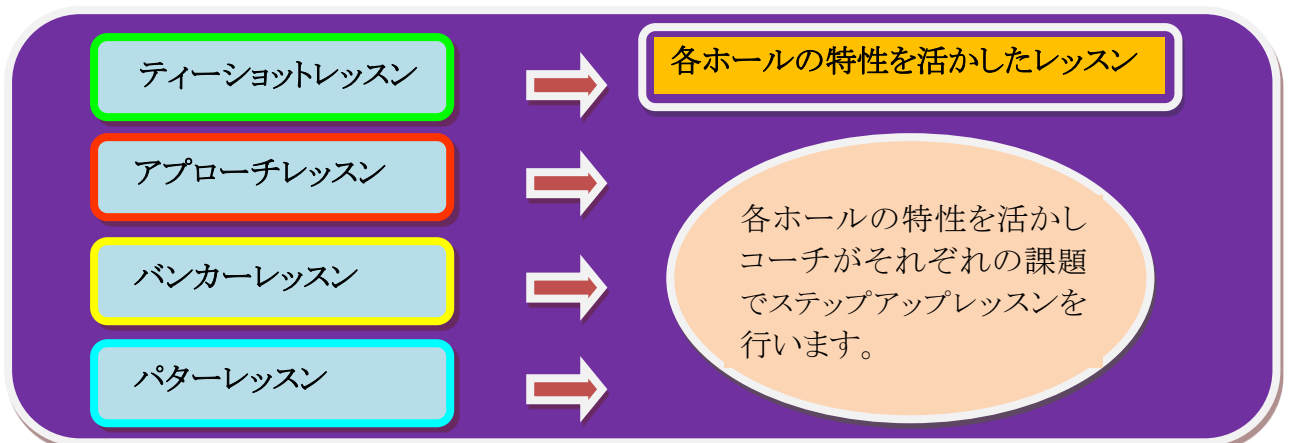 ティーショットレッスン
アプローチレッスン
バンカーレッスン
パターレッスン
各ホールの特性を活かしたレッスン
各ホールの特性を活かし
コーチがそれぞれの課題
でステップアップレッスンを
行います。